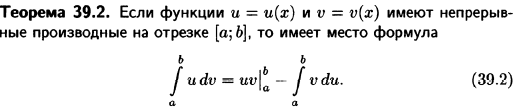 Теорема 39.2. Если функции u = u(x) и v = v(x) имеют непрерыв-
ные производные на отрезке [a; b], то имеет место формула
∫_a^b u dv = uv|_a^b − ∫_a^b v du. (39.2)